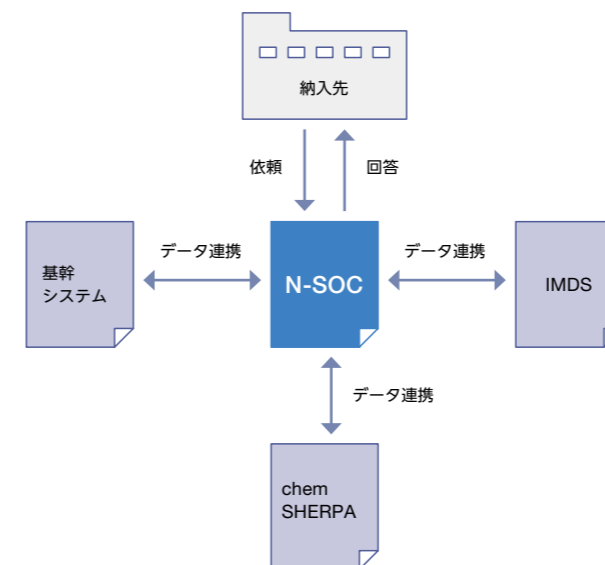 納入先
依頼
回答
データ連携
データ連携
基幹
システム
N-SOC
IMDS
データ連携
chem
SHERPA